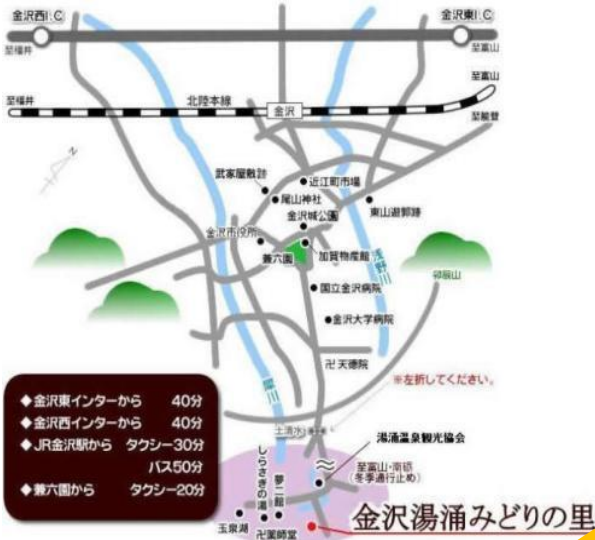 金沢西I.C
金沢東I.C
至福井
至富山
至富山
至福井
北陸本線
金沢
至能登
武家屋敷跡
近江町市場
尾山神社
金沢城公園
東山遊郭跡
金沢市役所
兼六園
加賀物産館
浅野川
国立金沢病院
金沢大学病院
卍天徳院
※左折してください。
犀川
湯涌温泉観光協会
至富山・南砺
(冬季通行止め)
しらさぎの湯
夢二館
玉泉湖
卍薬師堂
金沢湯涌みどりの里
◆金沢東インターから 40分
◆金沢西インターから 40分
◆JR金沢駅から タクシー30分
バス50分
◆兼六園から タクシー20分